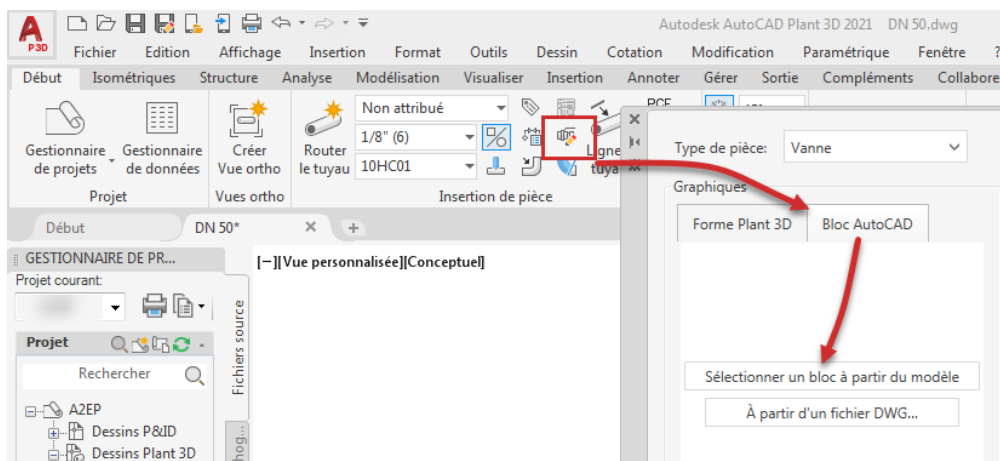 P3D
Autodesk AutoCAD Plant 3D 2021 DN 50.dwg
Fichier Edition Affichage Insertion Format Outils Dessin Cotation Modification Paramétrique Fenêtre ?
Début Isométriques Structure Analyse Modélisation Visualiser Insertion Annoter Gérer Sortie Compléments Collabore
Gestionnaire de projets
Gestionnaire de données
Créer Vue ortho
Router le tuyau
Non attribué
1/8" (6)
10HC01
Ligne
tuya
PCF
Projet Vues ortho Insertion de pièce
Début DN 50* × +
GESTIONNAIRE DE PR...
Projet courant:
Projet
Rechercher
A2EP
Dessins P&ID
Dessins Plant 3D
Fichiers source
hog...
[−][Vue personnalisée][Conceptuel]
Type de pièce: Vanne
Graphiques
Forme Plant 3D Bloc AutoCAD
Sélectionner un bloc à partir du modèle
À partir d'un fichier DWG...